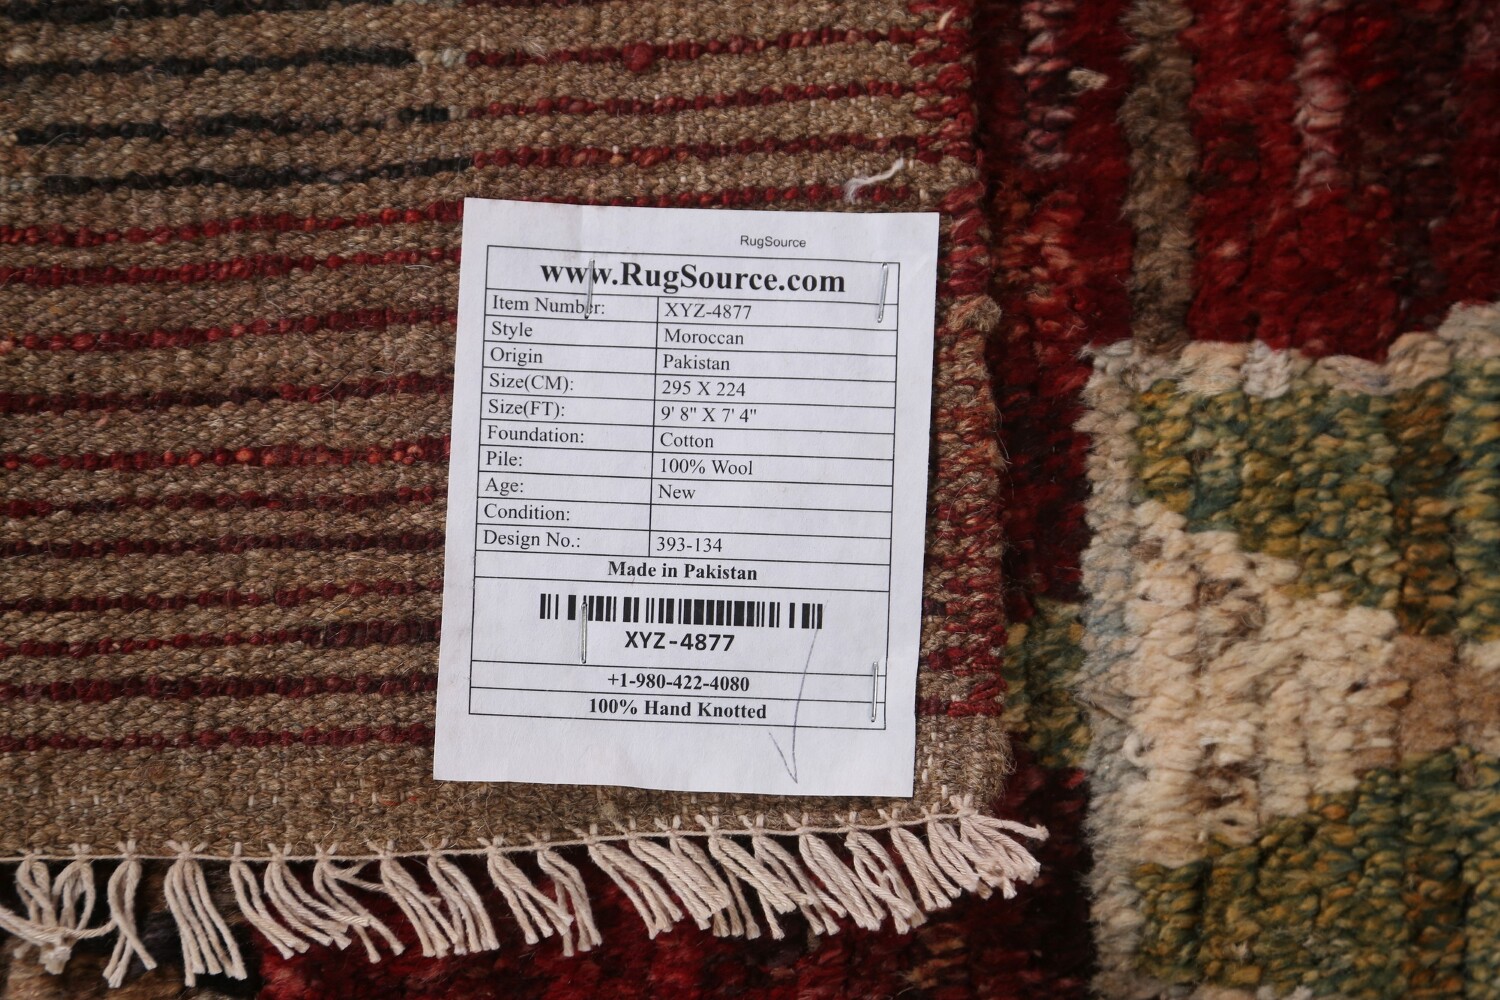 RugSource
www.RugSource.com
Item Number: XYZ-4877
Style Moroccan
Origin Pakistan
Size(CM): 295 X 224
Size(FT): 9' 8" X 7' 4"
Foundation: Cotton
Pile: 100% Wool
Age: New
Condition:
Design No.: 393-134
Made in Pakistan
XYZ-4877
+1-980-422-4080
100% Hand Knotted